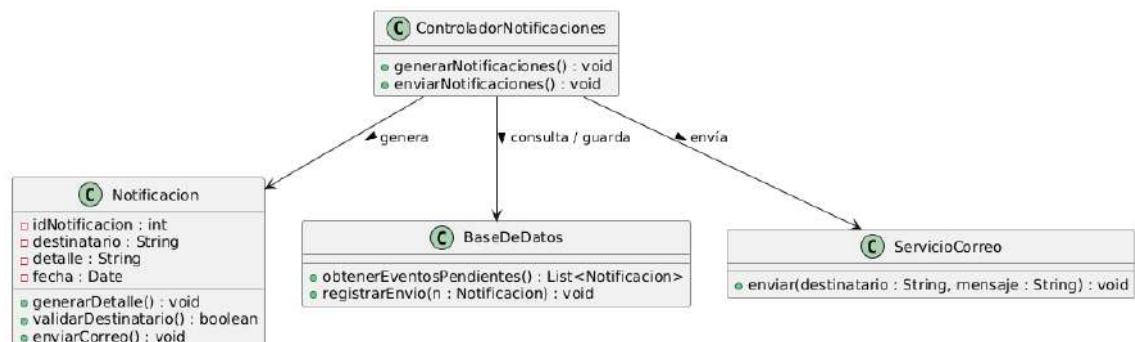 C ControladorNotificaciones
generarNotificaciones() : void
enviarNotificaciones() : void
genera
consulta / guarda
envía
C Notificacion
idNotificacion : int
destinatario : String
detalle : String
fecha : Date
generarDetalle() : void
validarDestinatario() : boolean
enviarCorreo() : void
C BaseDeDatos
obtenerEventosPendientes() : List<Notificacion>
registrarEnvio(n : Notificacion) : void
C ServicioCorreo
enviar(destinatario : String, mensaje : String) : void